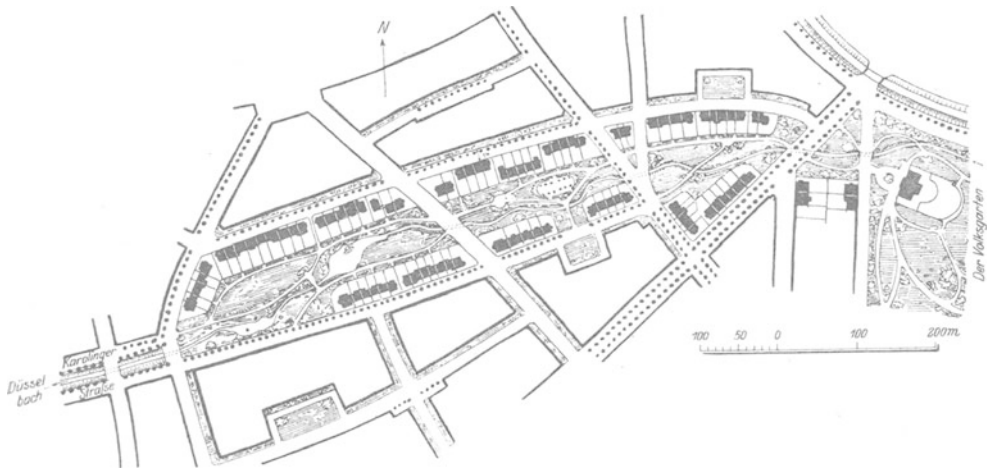 N
Karolinger
Straße
Düssel
bach
Der Volksgarten
100 50 0 100 200m